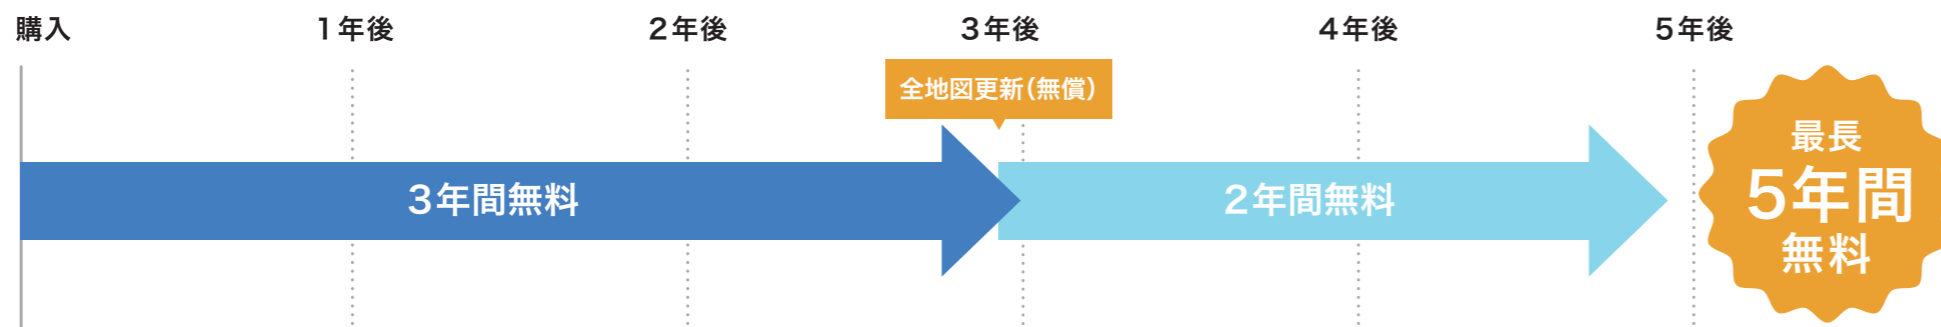 購入
1年後
2年後
3年後
4年後
5年後
全地図更新(無償)
3年間無料
2年間無料
最長
5年間
無料